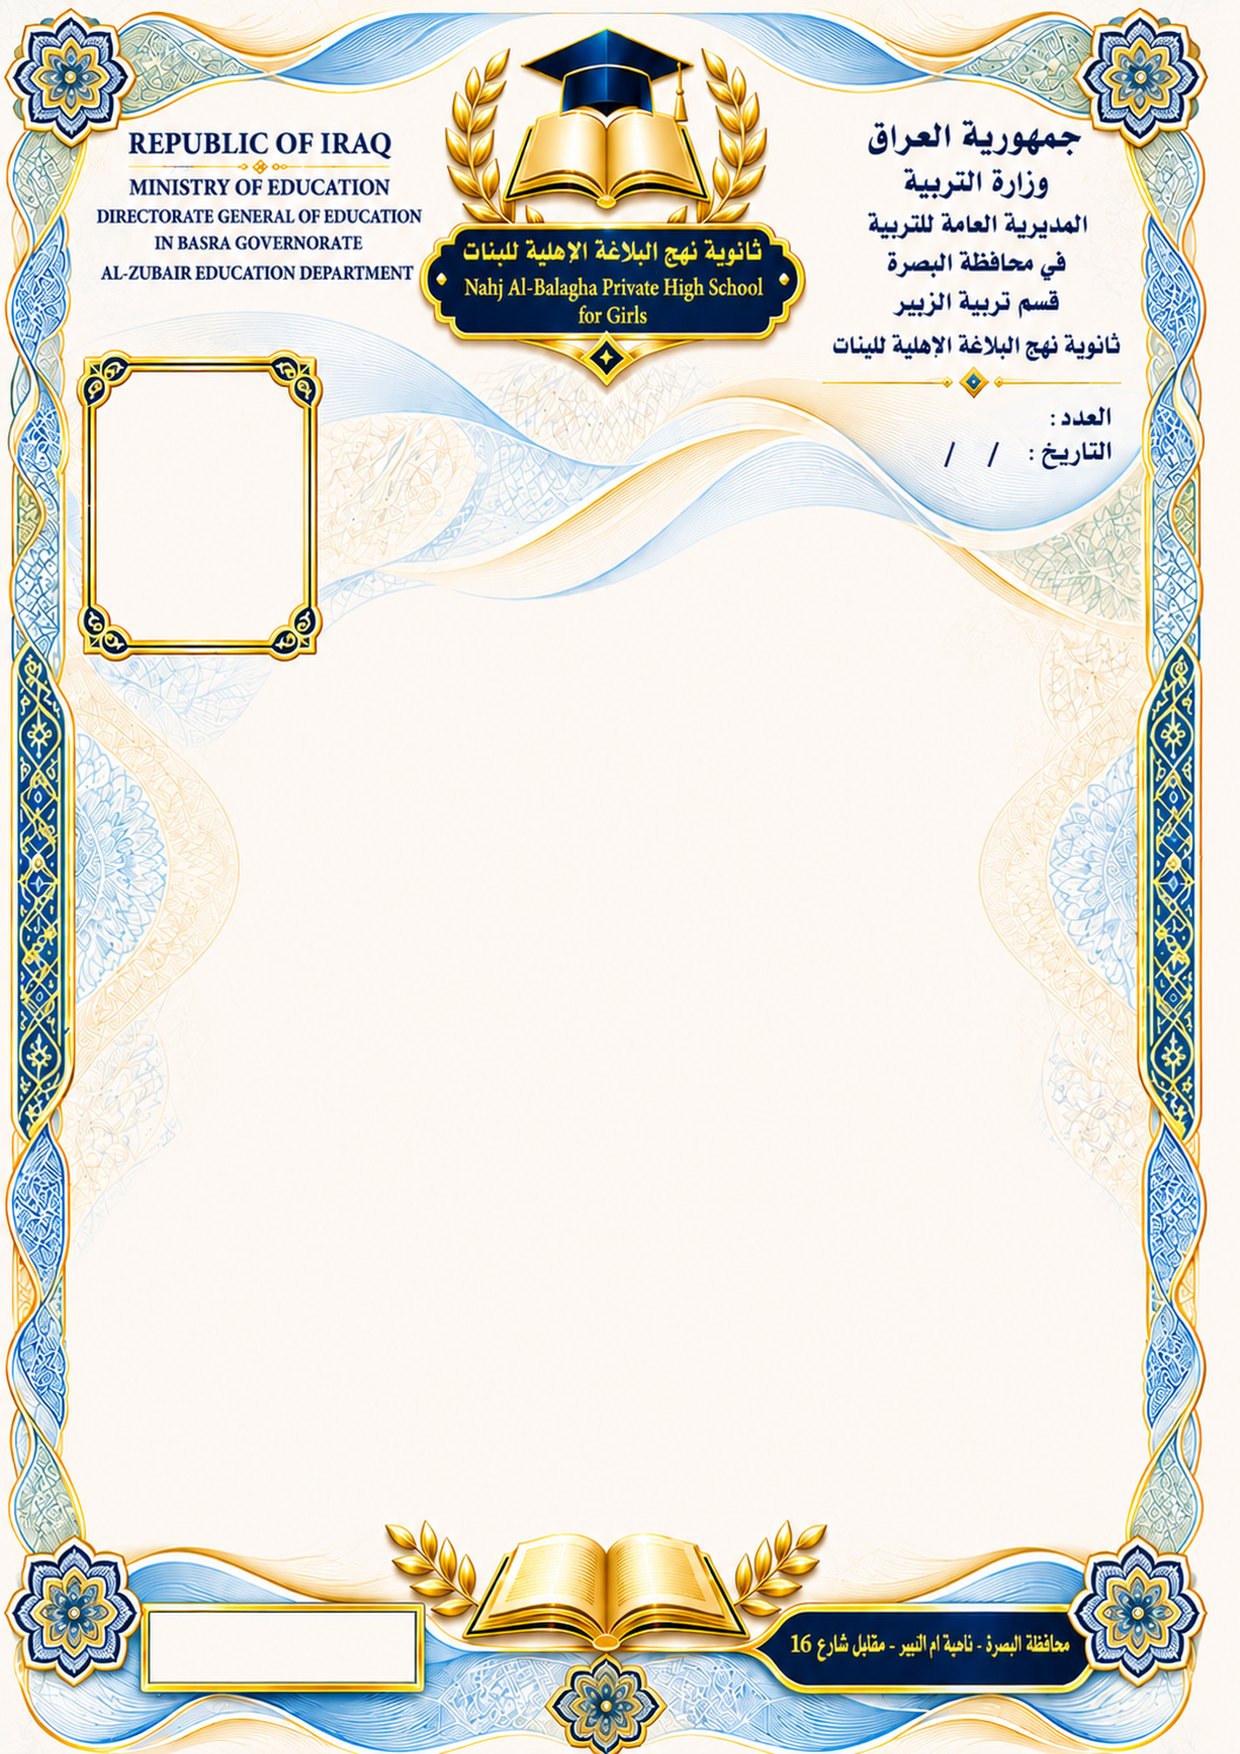 REPUBLIC OF IRAQ
MINISTRY OF EDUCATION
DIRECTORATE GENERAL OF EDUCATION
IN BASRA GOVERNORATE
AL-ZUBAIR EDUCATION DEPARTMENT
ثانوية نهج البلاغة الإهلية للبنات
Nahj Al-Balagha Private High School
for Girls
جمهورية العراق
وزارة التربية
المديرية العامة للتربية
في محافظة البصرة
قسم تربية الزبير
ثانوية نهج البلاغة الإهلية للبنات
العدد :
التاريخ : / /
محافظة البصرة - ناحية ام النبير - مقابل شارع 16